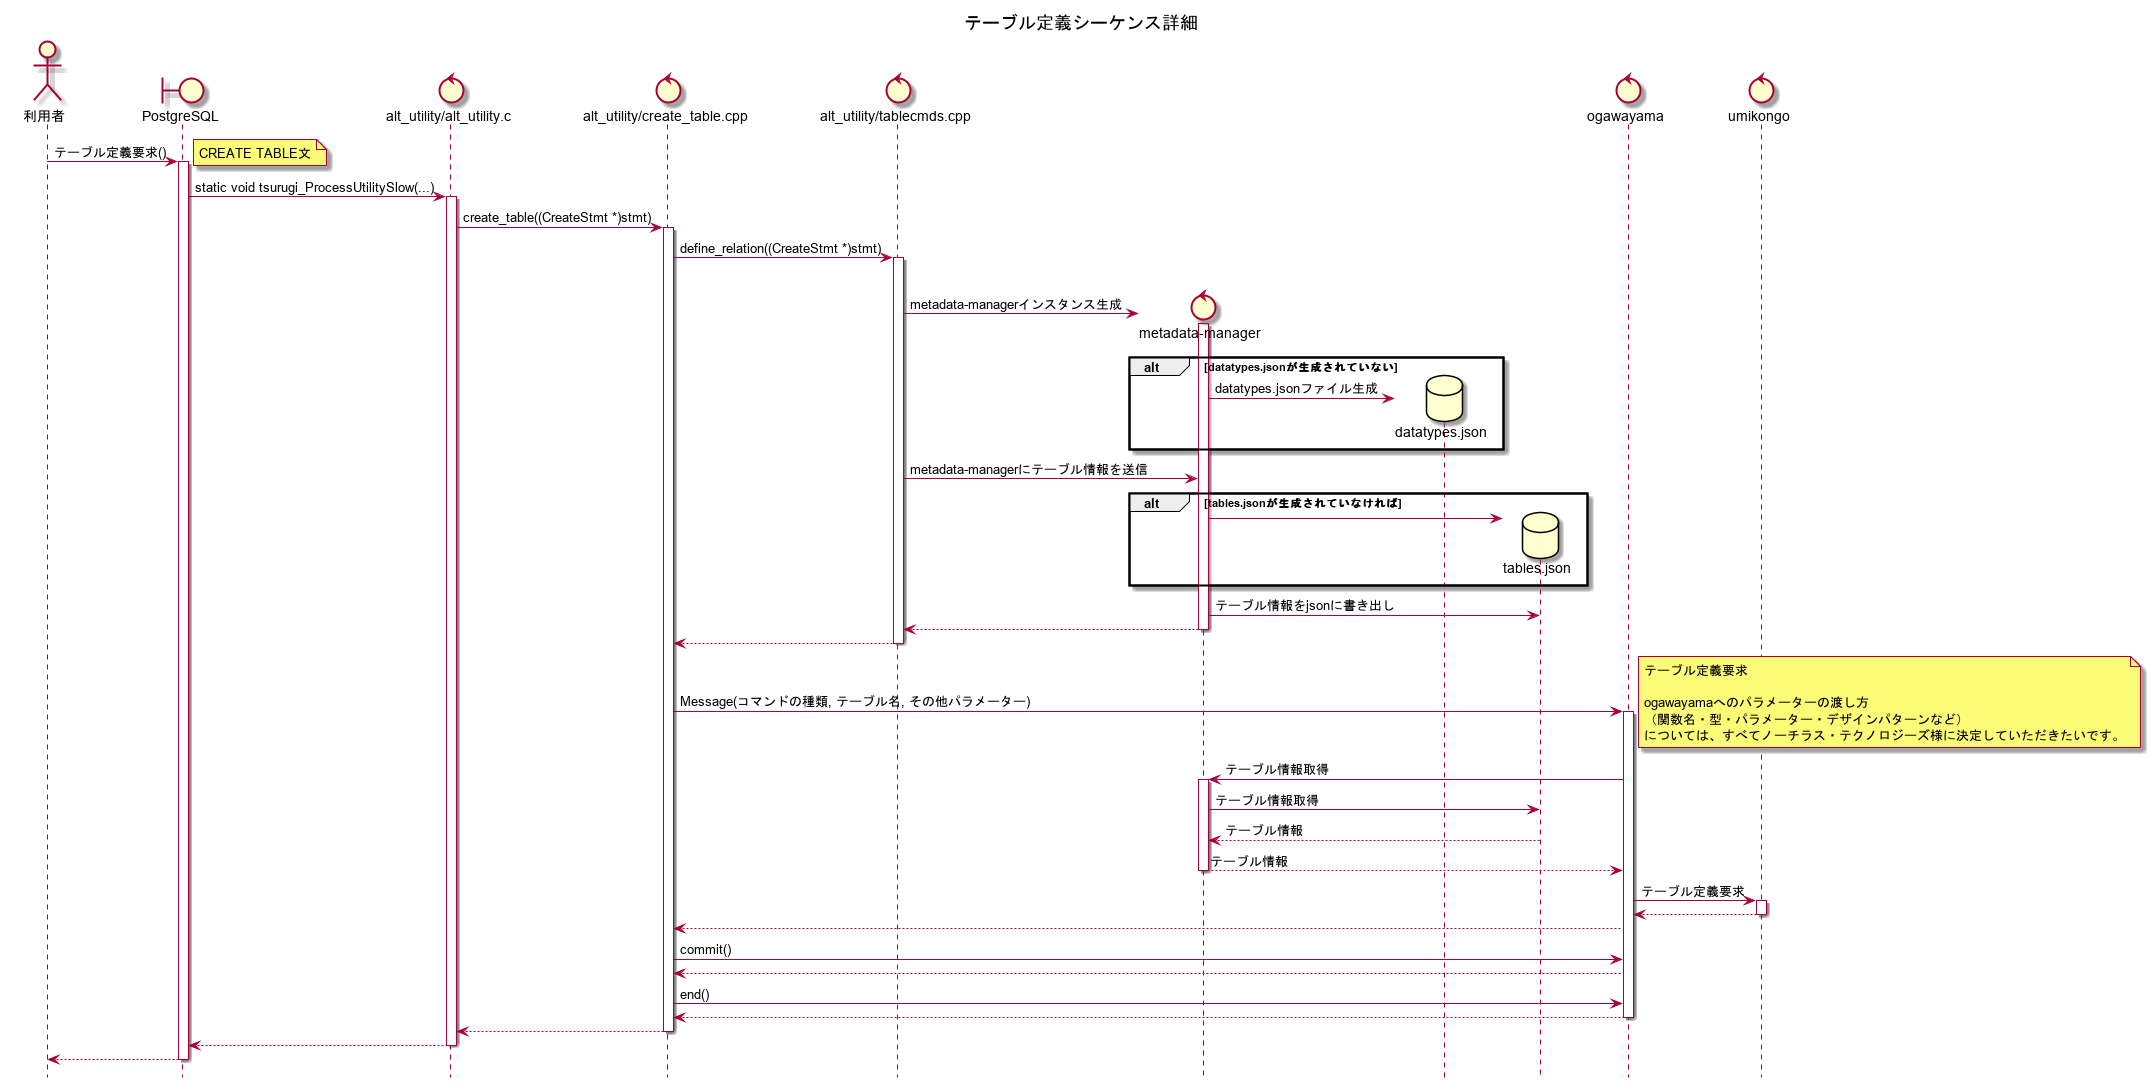 テーブル定義シーケンス詳細
利用者
PostgreSQL
alt_utility/alt_utility.c
alt_utility/create_table.cpp
alt_utility/tablecmds.cpp
ogawayama
umikongo
テーブル定義要求()
CREATE TABLE文
static void tsurugi_ProcessUtilitySlow(...)
create_table((CreateStmt *)stmt)
define_relation((CreateStmt *)stmt)
metadata-managerインスタンス生成
metadata-manager
alt
[datatypes.jsonが生成されていない]
datatypes.jsonファイル生成
datatypes.json
metadata-managerにテーブル情報を送信
alt
[tables.jsonが生成されていなければ]
tables.json
テーブル情報をjsonに書き出し
テーブル定義要求
ogawayamaへのパラメーターの渡し方
（関数名・型・パラメーター・デザインパターンなど）
については、すべてノーチラス・テクノロジーズ様に決定していただきたいです。
Message(コマンドの種類, テーブル名, その他パラメーター)
テーブル情報取得
テーブル情報取得
テーブル情報
テーブル情報
テーブル定義要求
commit()
end()